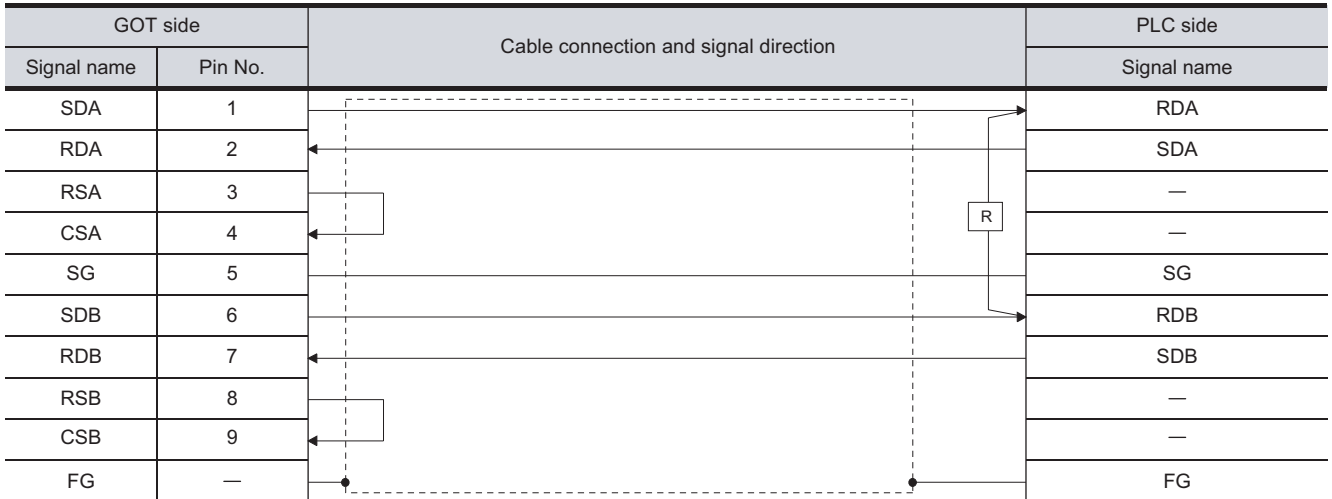 GOT side Cable connection and signal direction PLC side
Signal name Pin No. Signal name
SDA 1 RDA
RDA 2 SDA
RSA 3 —
CSA 4 R —
SG 5 SG
SDB 6 RDB
RDB 7 SDB
RSB 8 —
CSB 9 —
FG — FG